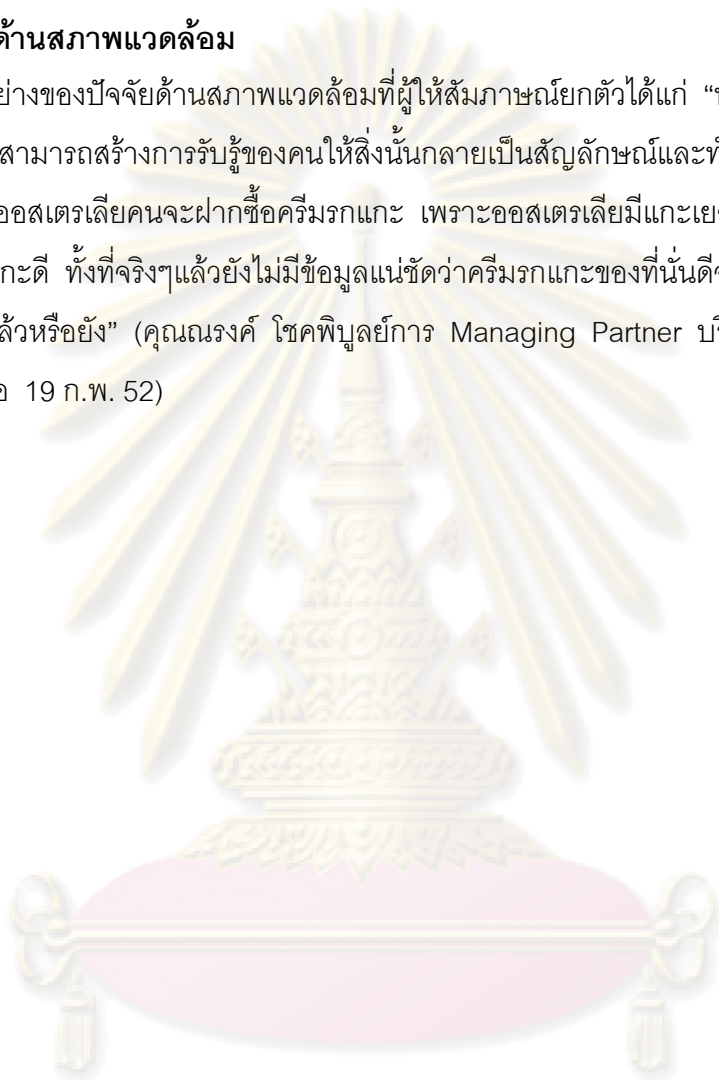 ด้านสภาพแวดล้อม
ย่างของปัจจัยด้านสภาพแวดล้อมที่ผู้ให้สัมภาษณ์ยกตัวได้แก่ “
สามารถสร้างการรับรู้ของคนให้สิ่งนั้นกลายเป็นสัญลักษณ์และ
ออสเตรเลียคนจะฝากซื้อครีมรกแกะ เพราะออสเตรเลียมีแกะ
กะดี ทั้งที่จริงๆแล้วยังไม่มีข้อมูลแน่ชัดว่าครีมรกแกะของที่นั่นดี
ล้วหรือยัง” (คุณณรงค์ โชคพิบูลย์การ Managing Partner
19 ก.พ. 52)